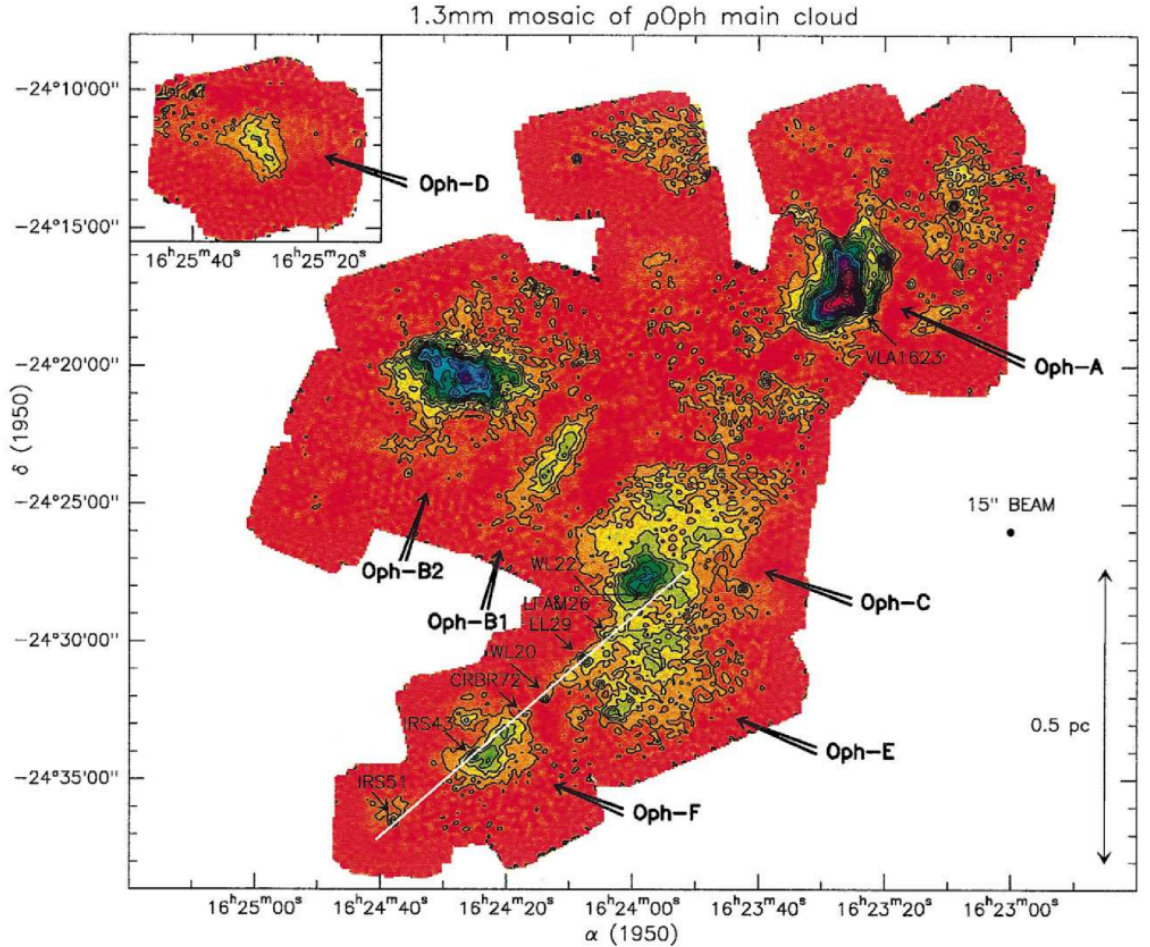 1.3mm mosaic of ρOph main cloud
−24°10'00"
−24°15'00"
−24°20'00"
−24°25'00"
−24°30'00"
−24°35'00"
δ (1950)
Oph-D
16ʰ25ᵐ40ˢ
16ʰ25ᵐ20ˢ
VLA1623
Oph-A
15" BEAM
Oph-B2
Oph-B1
WL22
LFAM26
LL29
WL20
CRBR72
IRS43
IRS51
Oph-C
Oph-E
Oph-F
0.5 pc
16ʰ25ᵐ00ˢ
16ʰ24ᵐ40ˢ
16ʰ24ᵐ20ˢ
16ʰ24ᵐ00ˢ
16ʰ23ᵐ40ˢ
16ʰ23ᵐ20ˢ
16ʰ23ᵐ00ˢ
α (1950)